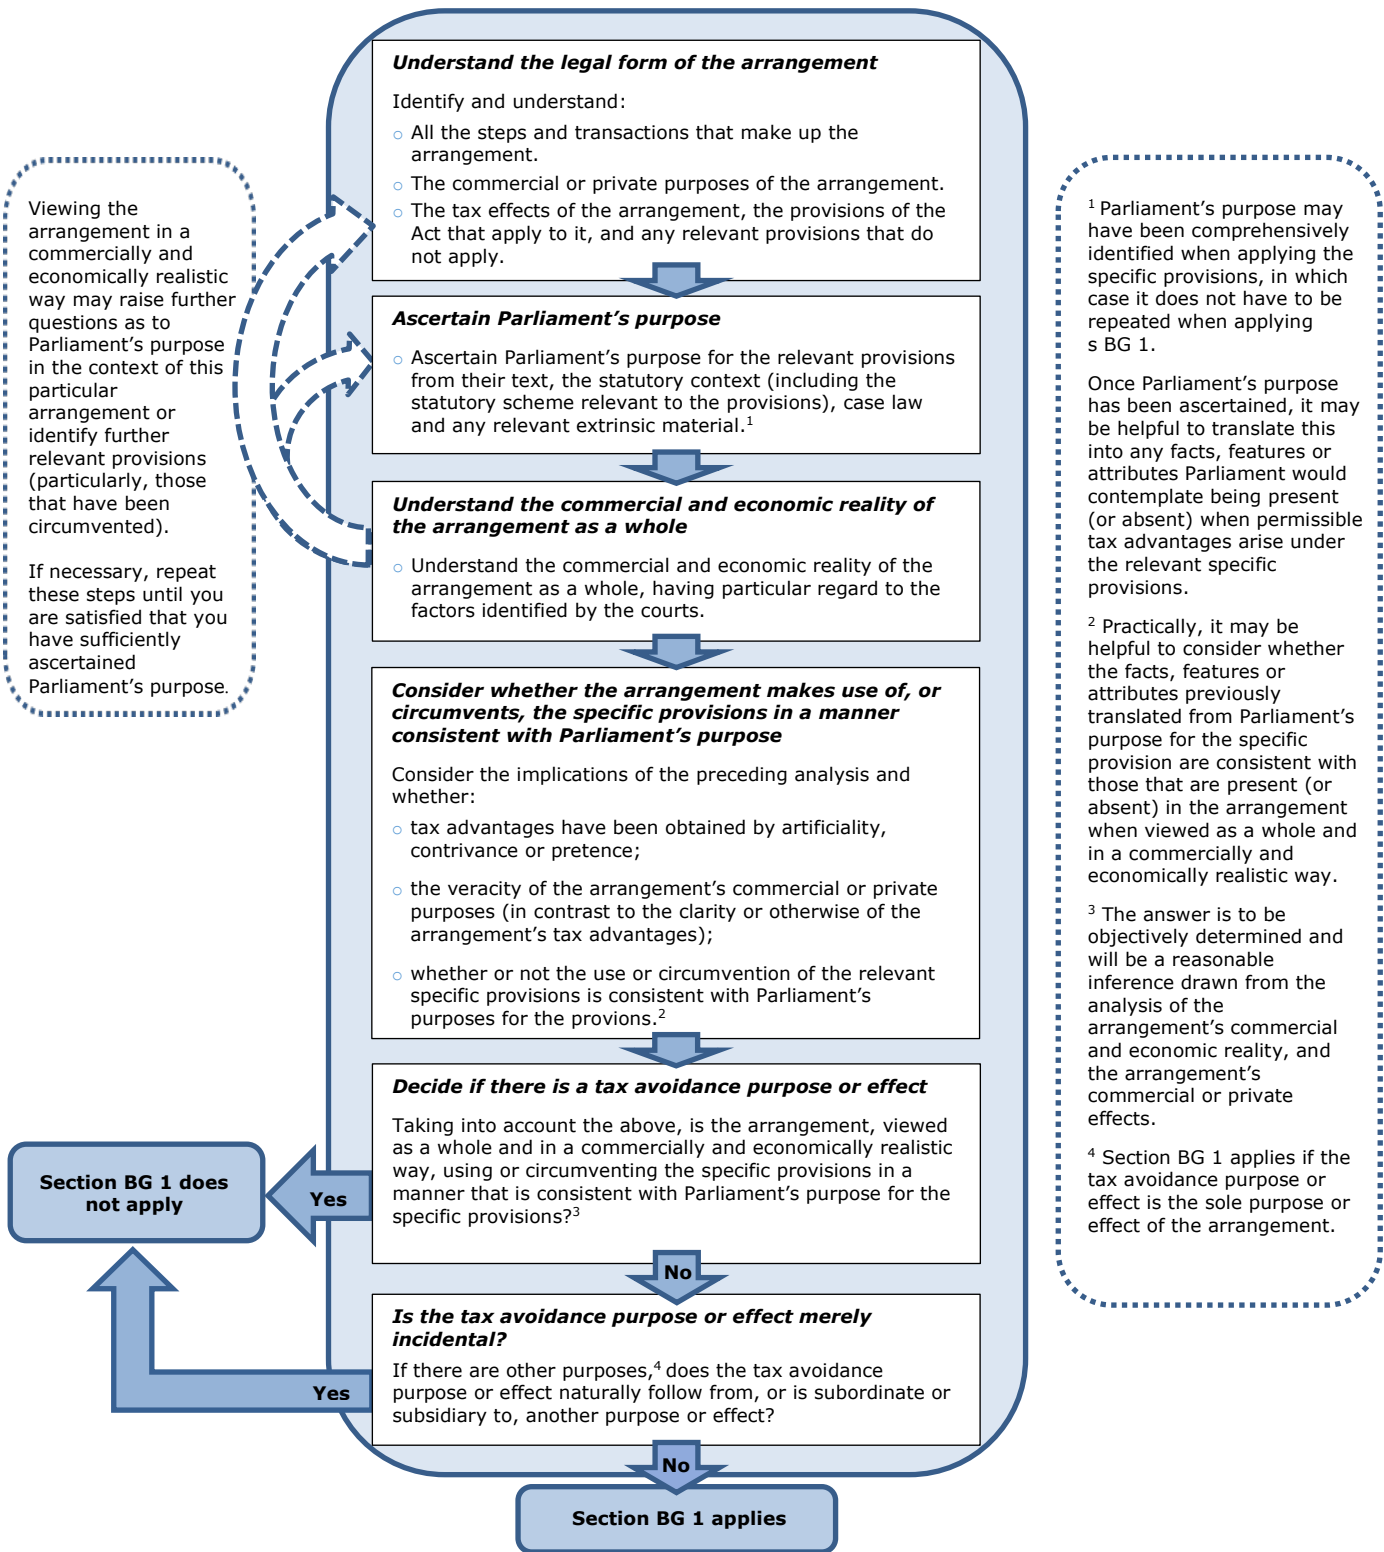 Understand the legal form of the arrangement
Identify and understand:
○ All the steps and transactions that make up the
arrangement.
○ The commercial or private purposes of the arrangement.
○ The tax effects of the arrangement, the provisions of the
Act that apply to it, and any relevant provisions that do
not apply.
Ascertain Parliament’s purpose
○ Ascertain Parliament’s purpose for the relevant provisions
from their text, the statutory context (including the
statutory scheme relevant to the provisions), case law
and any relevant extrinsic material.1
Understand the commercial and economic reality of
the arrangement as a whole
○ Understand the commercial and economic reality of the
arrangement as a whole, having particular regard to the
factors identified by the courts.
Consider whether the arrangement makes use of, or
circumvents, the specific provisions in a manner
consistent with Parliament’s purpose
Consider the implications of the preceding analysis and
whether:
○ tax advantages have been obtained by artificiality,
contrivance or pretence;
○ the veracity of the arrangement’s commercial or private
purposes (in contrast to the clarity or otherwise of the
arrangement’s tax advantages);
○ whether or not the use or circumvention of the relevant
specific provisions is consistent with Parliament’s
purposes for the provions.2
Decide if there is a tax avoidance purpose or effect
Taking into account the above, is the arrangement, viewed
as a whole and in a commercially and economically realistic
way, using or circumventing the specific provisions in a
manner that is consistent with Parliament’s purpose for the
specific provisions?3
Yes
Section BG 1 does
not apply
No
Is the tax avoidance purpose or effect merely
incidental?
If there are other purposes,4 does the tax avoidance
purpose or effect naturally follow from, or is subordinate or
subsidiary to, another purpose or effect?
Yes
No
Section BG 1 applies
Viewing the
arrangement in a
commercially and
economically realistic
way may raise further
questions as to
Parliament’s purpose
in the context of this
particular
arrangement or
identify further
relevant provisions
(particularly, those
that have been
circumvented).
If necessary, repeat
these steps until you
are satisfied that you
have sufficiently
ascertained
Parliament’s purpose.
1 Parliament’s purpose may
have been comprehensively
identified when applying the
specific provisions, in which
case it does not have to be
repeated when applying
s BG 1.
Once Parliament’s purpose
has been ascertained, it may
be helpful to translate this
into any facts, features or
attributes Parliament would
contemplate being present
(or absent) when permissible
tax advantages arise under
the relevant specific
provisions.
2 Practically, it may be
helpful to consider whether
the facts, features or
attributes previously
translated from Parliament’s
purpose for the specific
provision are consistent with
those that are present (or
absent) in the arrangement
when viewed as a whole and
in a commercially and
economically realistic way.
3 The answer is to be
objectively determined and
will be a reasonable
inference drawn from the
analysis of the
arrangement’s commercial
and economic reality, and
the arrangement’s
commercial or private
effects.
4 Section BG 1 applies if the
tax avoidance purpose or
effect is the sole purpose or
effect of the arrangement.